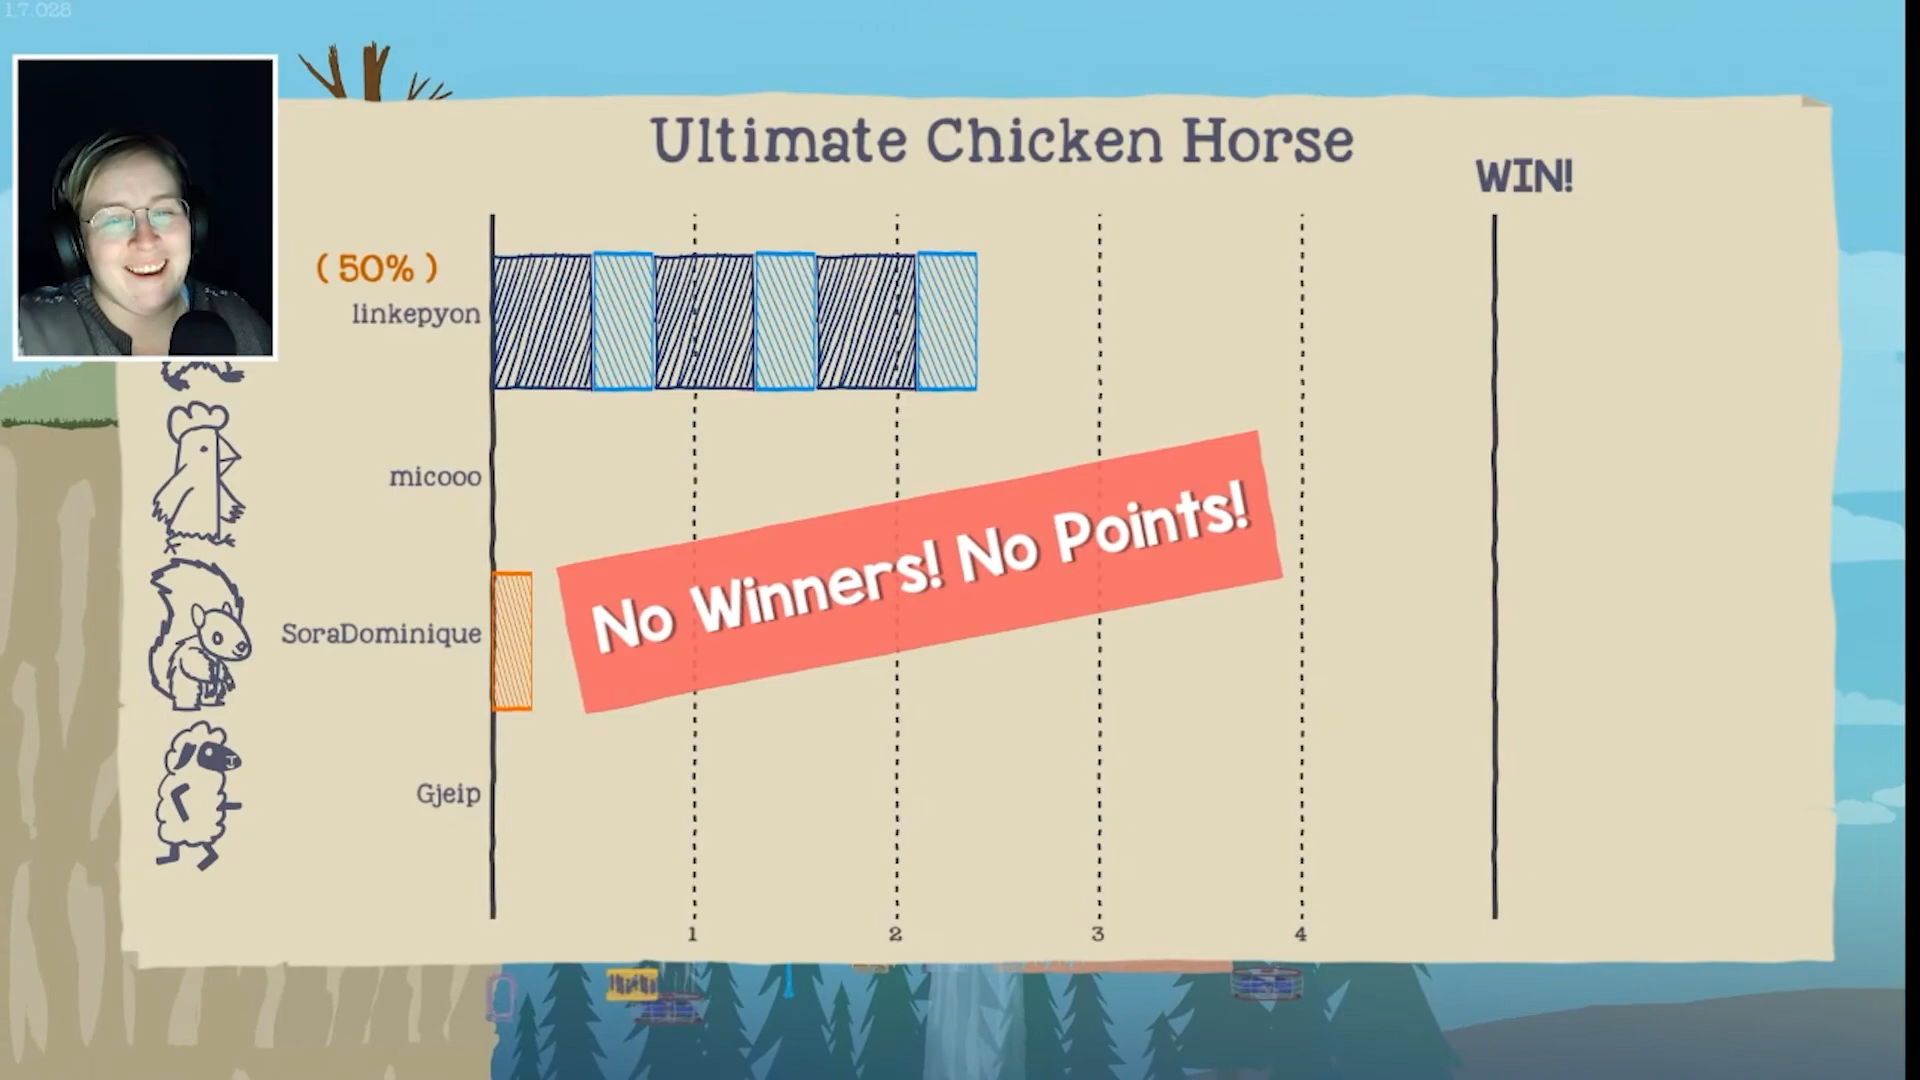 1.7.028
Ultimate Chicken Horse
WIN!
( 50% )
linkepyon
micooo
No Winners! No Points!
SoraDominique
Gjeip
1 2 3 4